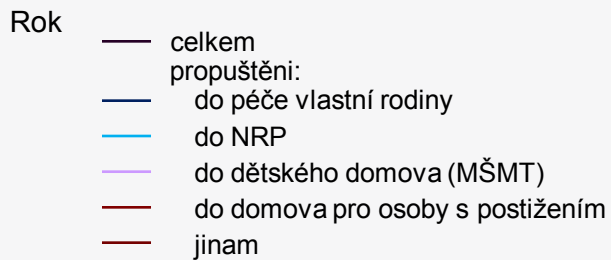 Rok
celkem
propuštěni:
do péče vlastní rodiny
do NRP
do dětského domova (MŠMT)
do domova pro osoby s postižením
jinam